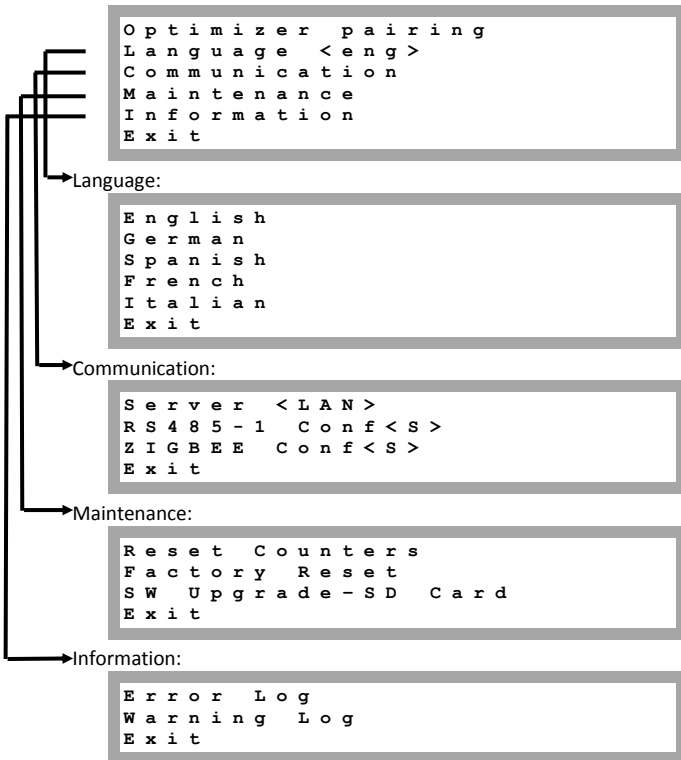 Optimizer pairing
Language <eng>
Communication
Maintenance
Information
Exit
Language:
English
German
Spanish
French
Italian
Exit
Communication:
Server <LAN>
RS485-1 Conf<S>
ZIGBEE Conf<S>
Exit
Maintenance:
Reset Counters
Factory Reset
SW Upgrade-SD Card
Exit
Information:
Error Log
Warning Log
Exit